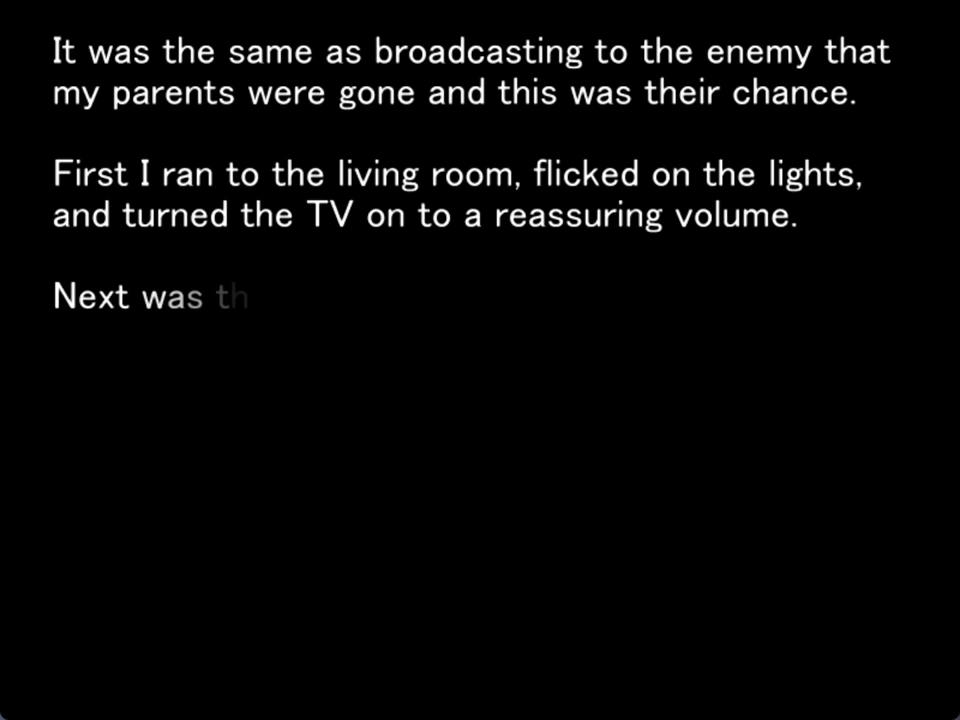 It was the same as broadcasting to the enemy that
my parents were gone and this was their chance.
First I ran to the living room, flicked on the lights,
and turned the TV on to a reassuring volume.
Next was th